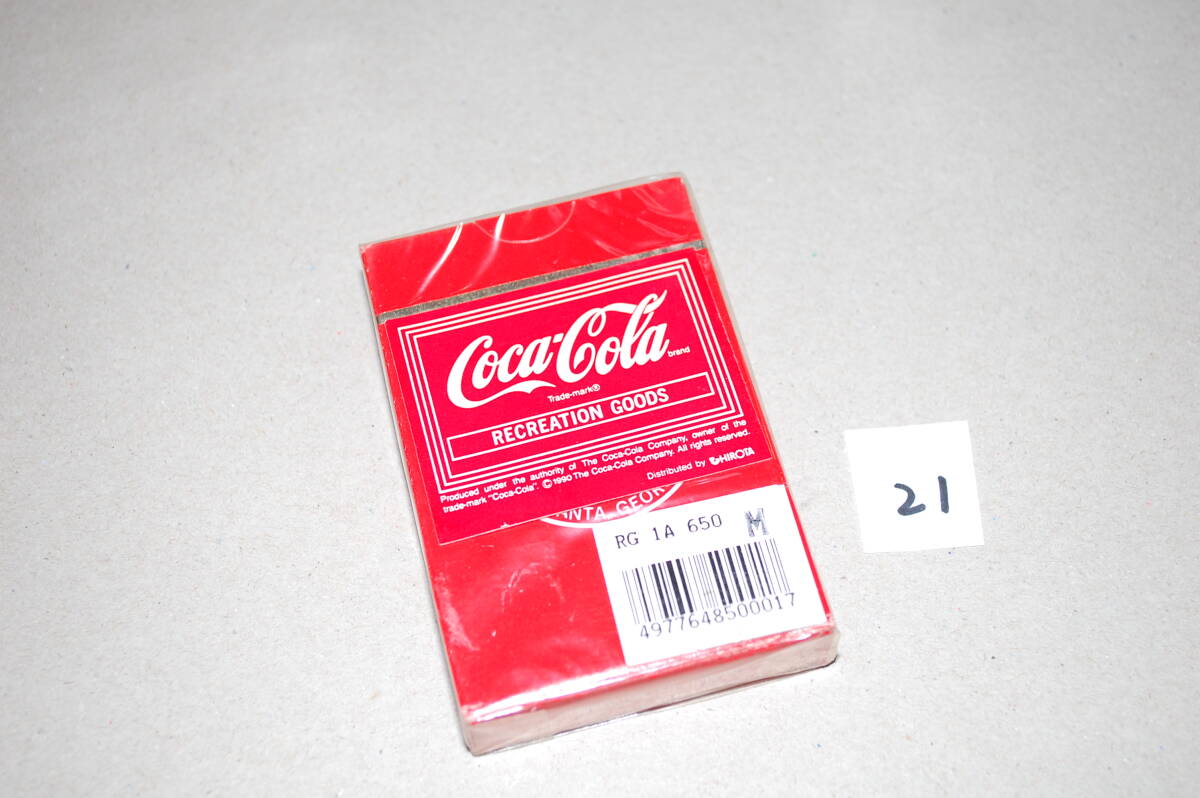 Coca-Cola
brand
Trade-mark®
RECREATION GOODS
Produced under the authority of The Coca-Cola Company, owner of the
trade-mark "Coca-Cola". ©1990 The Coca-Cola Company. All rights reserved.
Distributed by HIROTA
RG 1A 650 M
4977648500017
21